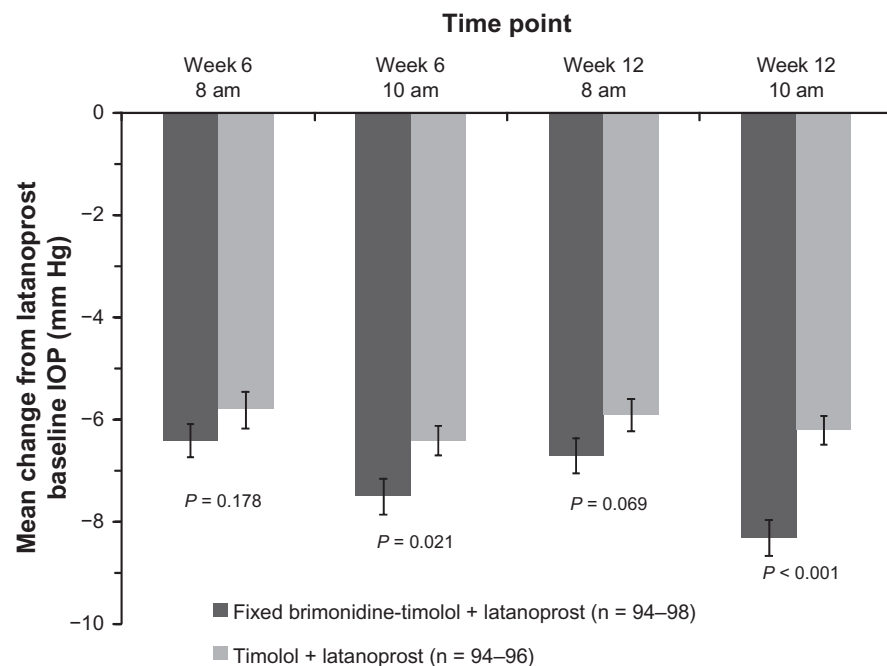 Time point
Week 6 Week 6 Week 12 Week 12
8 am 10 am 8 am 10 am
0
−2
−4
−6
−8
−10
Mean change from latanoprost
baseline IOP (mm Hg)
P = 0.178
P = 0.021
P = 0.069
P < 0.001
Fixed brimonidine-timolol + latanoprost (n = 94–98)
Timolol + latanoprost (n = 94–96)